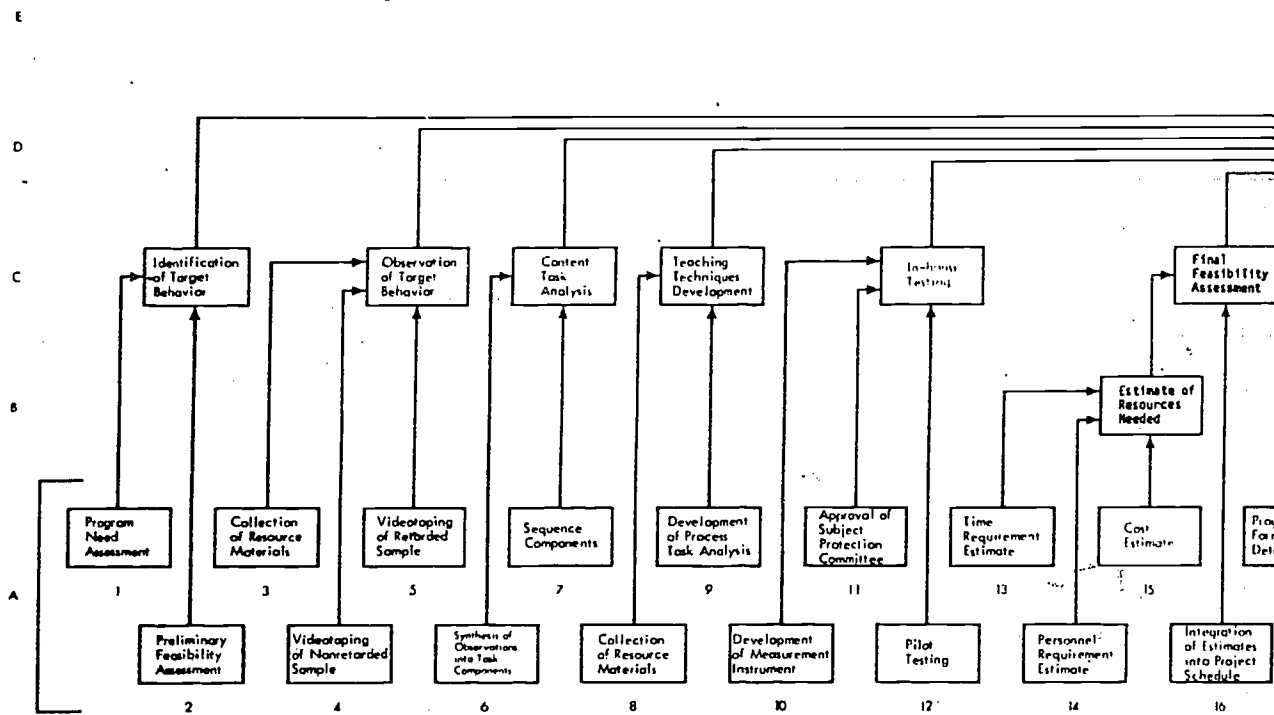 E
D
C
Identification
of Target
Behavior
Observation
of Target
Behavior
Content
Task
Analysis
Teaching
Techniques
Development
In-house
Testing
Final
Feasibility
Assessment
B
Estimate of
Resources
Needed
A
Program
Need
Assessment
Collection
of Resource
Materials
Videotaping
of Retarded
Sample
Sequence
Components
Development
of Process
Task Analysis
Approval of
Subject
Protection
Committee
Time
Requirement
Estimate
Cost
Estimate
1
3
5
7
9
11
13
15
Preliminary
Feasibility
Assessment
Videotaping
of Nonretarded
Sample
Synthesis of
Observations
into Task
Components
Collection
of Resource
Materials
Development
of Measurement
Instrument
Pilot
Testing
Personnel
Requirement
Estimate
Integration
of Estimates
into Project
Schedule
2
4
6
8
10
12
14
16